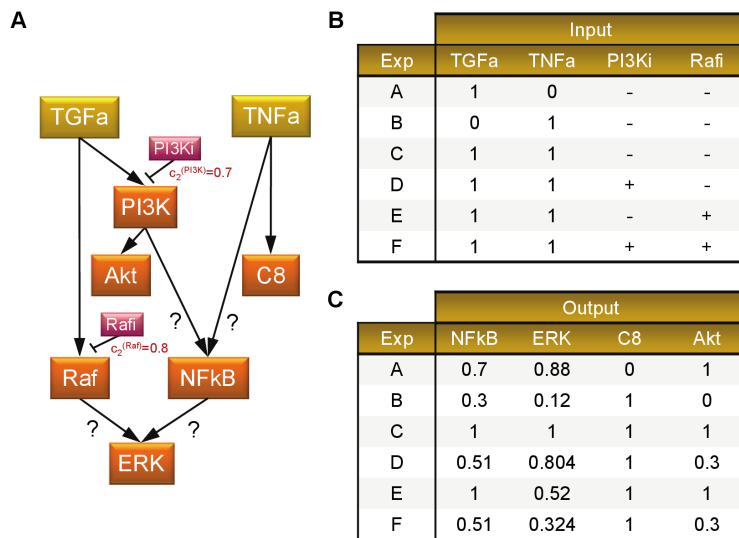 A
TGFa
TNFa
PI3Ki
c2(PI3K)=0.7
PI3K
Akt
C8
?
?
Rafi
c2(Raf)=0.8
Raf
NFkB
?
?
ERK
B
Input
Exp TGFa TNFa PI3Ki Rafi
A 1 0 - -
B 0 1 - -
C 1 1 - -
D 1 1 + -
E 1 1 - +
F 1 1 + +
C
Output
Exp NFkB ERK C8 Akt
A 0.7 0.88 0 1
B 0.3 0.12 1 0
C 1 1 1 1
D 0.51 0.804 1 0.3
E 1 0.52 1 1
F 0.51 0.324 1 0.3